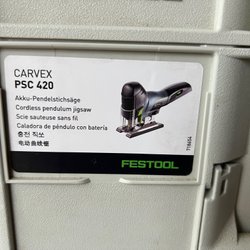 CARVEX
PSC 420
Akku-Pendelstichsäge
Cordless pendulum jigsaw
Scie sauteuse sans fil
Caladora de péndulo con batería
충전 직쏘
电动曲线锯
FESTOOL
718654